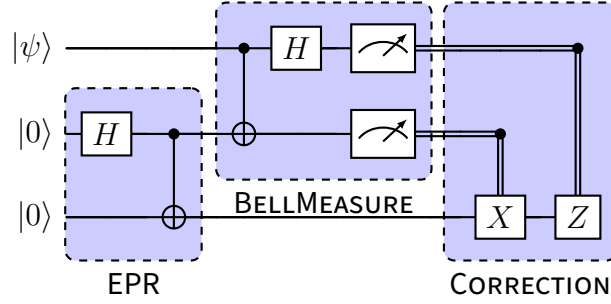 |ψ⟩ H
|0⟩ H
|0⟩ X Z
BELLMEASURE
EPR CORRECTION